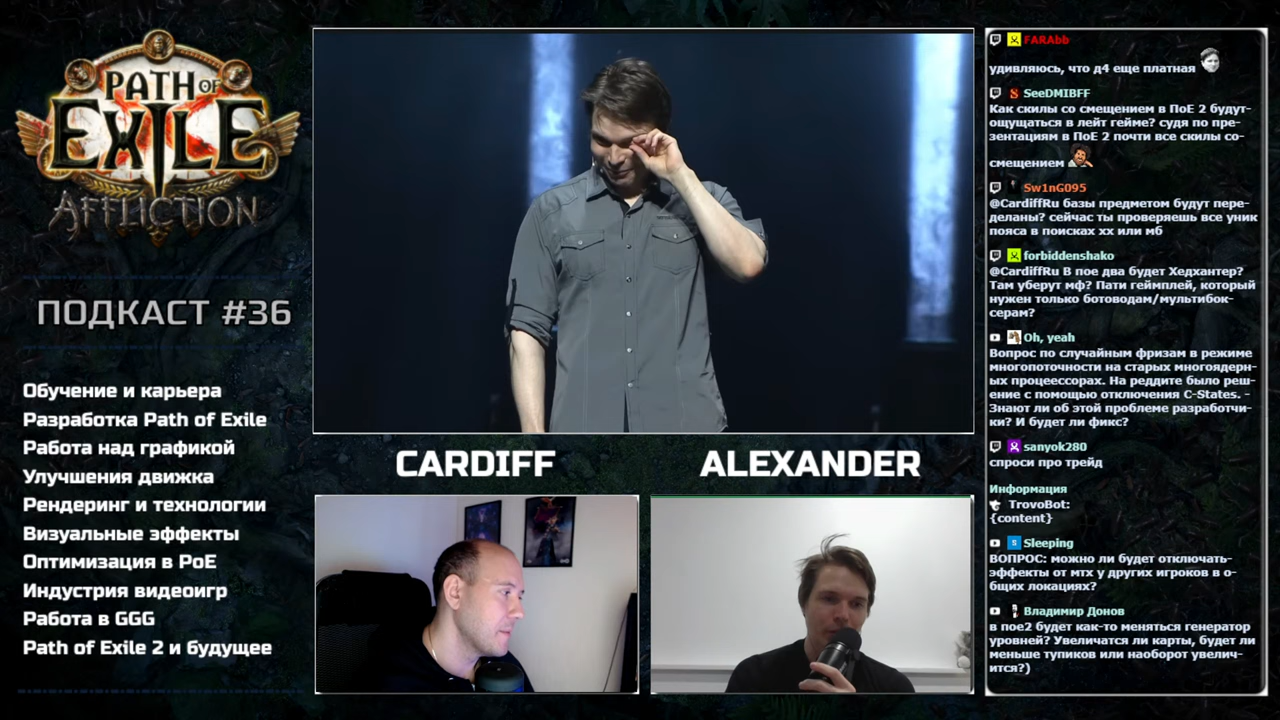 PATH OF
EXILE
AFFLICTION
ПОДКАСТ #36
Обучение и карьера
Разработка Path of Exile
Работа над графикой
Улучшения движка
Рендеринг и технологии
Визуальные эффекты
Оптимизация в PoE
Индустрия видеоигр
Работа в GGG
Path of Exile 2 и будущее
CARDIFF
ALEXANDER
FARAbb
удивляюсь, что д4 еще платная
SeeDMIBFF
Как скилы со смещением в ПоЕ 2 будут-
ощущаться в лейт гейме? судя по пре-
зентациям в ПоЕ 2 почти все скилы со-
смещением
Sw1nG095
@CardiffRu базы предметом будут пере-
деланы? сейчас ты проверяешь все уник
пояса в поисках хх или мб
forbiddenshako
@CardiffRu В пое два будет Хедхантер?
Там уберут мф? Пати геймплей, который
нужен только ботоводам/мультибок-
серам?
Oh, yeah
Вопрос по случайным фризам в режиме
многопоточности на старых многоядерн-
ых процеессорах. На реддите было реш-
ение с помощью отключения C-States. -
Знают ли об этой проблеме разработчи-
ки? И будет ли фикс?
sanyok280
спроси про трейд
Информация
TrovoBot:
{content}
Sleeping
ВОПРОС: можно ли будет отключать-
эффекты от мтх у других игроков в о-
бщих локациях?
Владимир Донов
в пое2 будет как-то меняться генератор
уровней? Увеличатся ли карты, будет ли
меньше тупиков или наоборот увелич-
ится?)